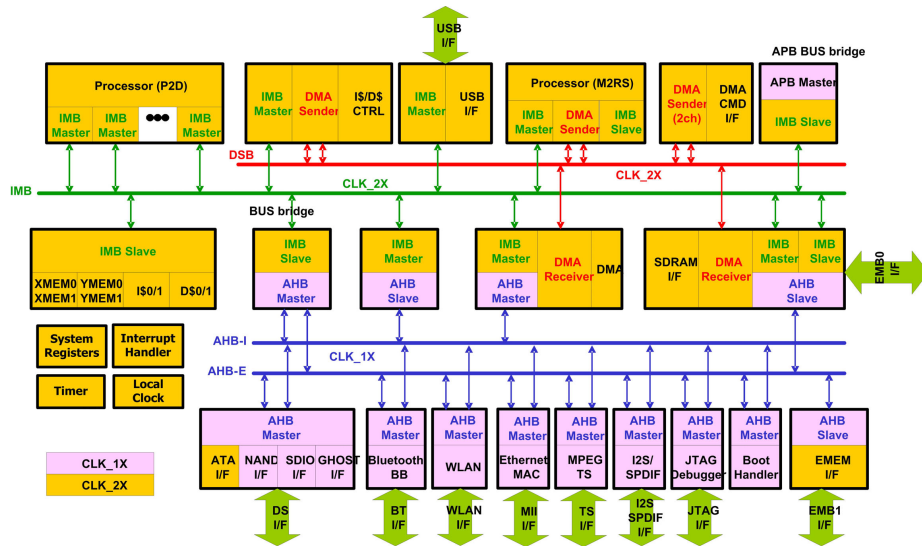 USB
I/F
APB BUS bridge
Processor (P2D)
IMB
Master
IMB
Master
●●●
IMB
Master
IMB
Master
DMA
Sender
I$/D$
CTRL
IMB
Master
USB
I/F
Processor (M2RS)
IMB
Master
DMA
Sender
IMB
Slave
DMA
Sender
(2ch)
DMA
CMD
I/F
APB Master
IMB Slave
DSB
CLK_2X
IMB
CLK_2X
BUS bridge
IMB Slave
XMEM0
XMEM1
YMEM0
YMEM1
I$0/1
D$0/1
IMB
Slave
AHB
Master
IMB
Master
AHB
Slave
IMB
Master
AHB
Master
DMA
Receiver
DMA
SDRAM
I/F
DMA
Receiver
IMB
Master
IMB
Slave
AHB
Slave
EMB0
I/F
System
Registers
Interrupt
Handler
Timer
Local
Clock
AHB-I
CLK_1X
AHB-E
AHB
Master
ATA
I/F
NAND
I/F
SDIO
I/F
GHOST
I/F
AHB
Master
Bluetooth
BB
AHB
Master
WLAN
AHB
Master
Ethernet
MAC
AHB
Master
MPEG
TS
AHB
Master
I2S/
SPDIF
AHB
Master
JTAG
Debugger
AHB
Master
Boot
Handler
AHB
Slave
EMEM
I/F
CLK_1X
CLK_2X
DS
I/F
BT
I/F
WLAN
I/F
MII
I/F
TS
I/F
I2S
SPDIF
I/F
JTAG
I/F
EMB1
I/F